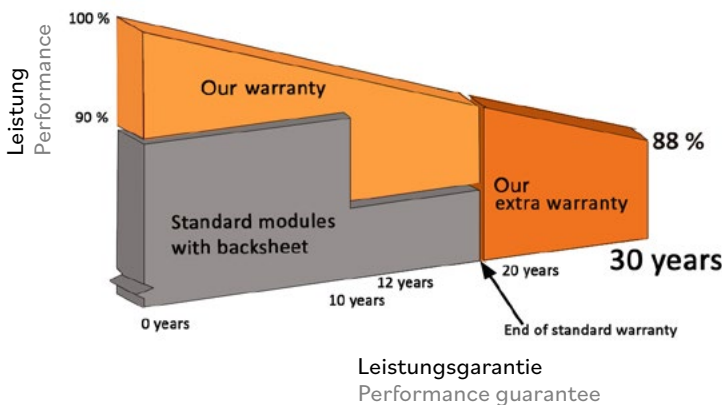 100 %
Leistung
Performance
90 %
Our warranty
88 %
Our
extra warranty
Standard modules
with backsheet
30 years
20 years
12 years
10 years
0 years
End of standard warranty
Leistungsgarantie
Performance guarantee